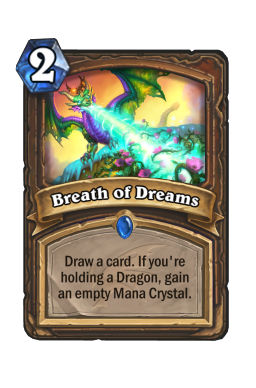 2
Breath of Dreams
Draw a card. If you're
holding a Dragon, gain
an empty Mana Crystal.